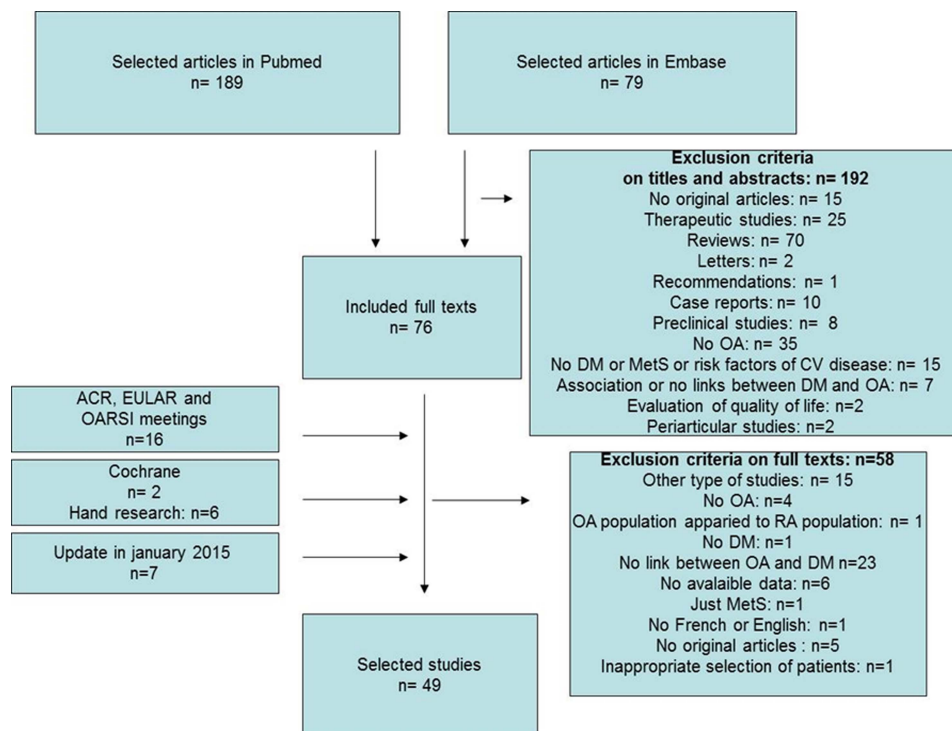 Selected articles in Pubmed
n= 189
Selected articles in Embase
n= 79
Exclusion criteria
on titles and abstracts: n= 192
No original articles: n= 15
Therapeutic studies: n= 25
Reviews: n= 70
Letters: n= 2
Recommendations: n= 1
Case reports: n= 10
Preclinical studies: n= 8
No OA: n= 35
No DM or MetS or risk factors of CV disease: n= 15
Association or no links between DM and OA: n= 7
Evaluation of quality of life: n=2
Periarticular studies: n=2
Included full texts
n= 76
ACR, EULAR and
OARSI meetings
n=16
Cochrane
n= 2
Hand research: n=6
Update in january 2015
n=7
Exclusion criteria on full texts: n=58
Other type of studies: n= 15
No OA: n=4
OA population apparied to RA population: n= 1
No DM: n=1
No link between OA and DM n=23
No avalaible data: n=6
Just MetS: n=1
No French or English: n=1
No original articles : n=5
Inappropriate selection of patients: n=1
Selected studies
n= 49